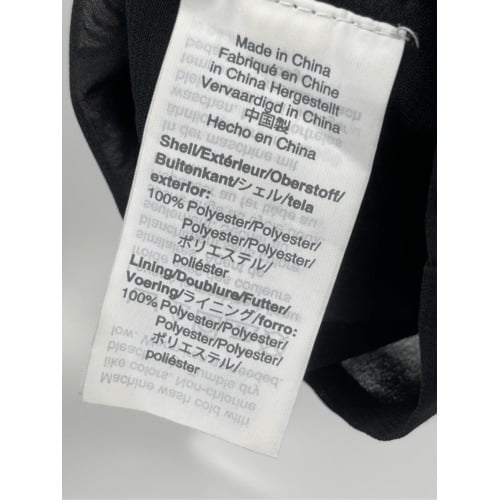 Made in China
Fabriqué en Chine
in China Hergestellt
Vervaardigd in China
中国製
Hecho en China
Shell/Extérieur/Oberstoff/
Buitenkant/シェル/tela
exterior:
100% Polyester/Polyester/
Polyester/Polyester/
ポリエステル/
poliéster
Lining/Doublure/Futter/
Voering/ライニング/forro:
100% Polyester/Polyester/
Polyester/Polyester/
ポリエステル/
poliéster